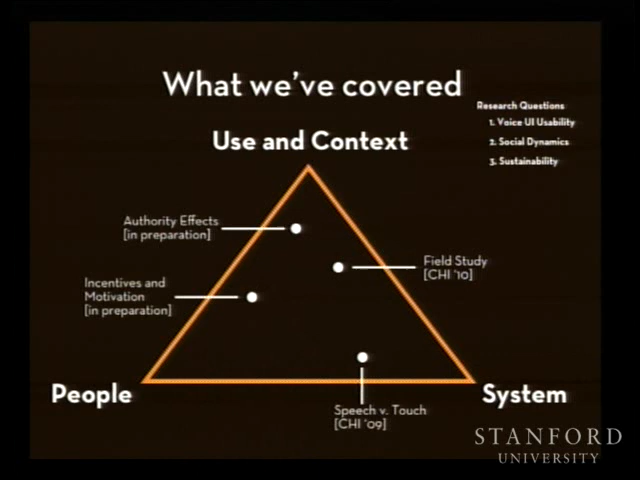 What we've covered
Research Questions
1. Voice UI Usability
2. Social Dynamics
3. Sustainability
Use and Context
Authority Effects
[in preparation]
Field Study
[CHI '10]
Incentives and
Motivation
[in preparation]
People
System
Speech v. Touch
[CHI '09]
STANFORD
UNIVERSITY